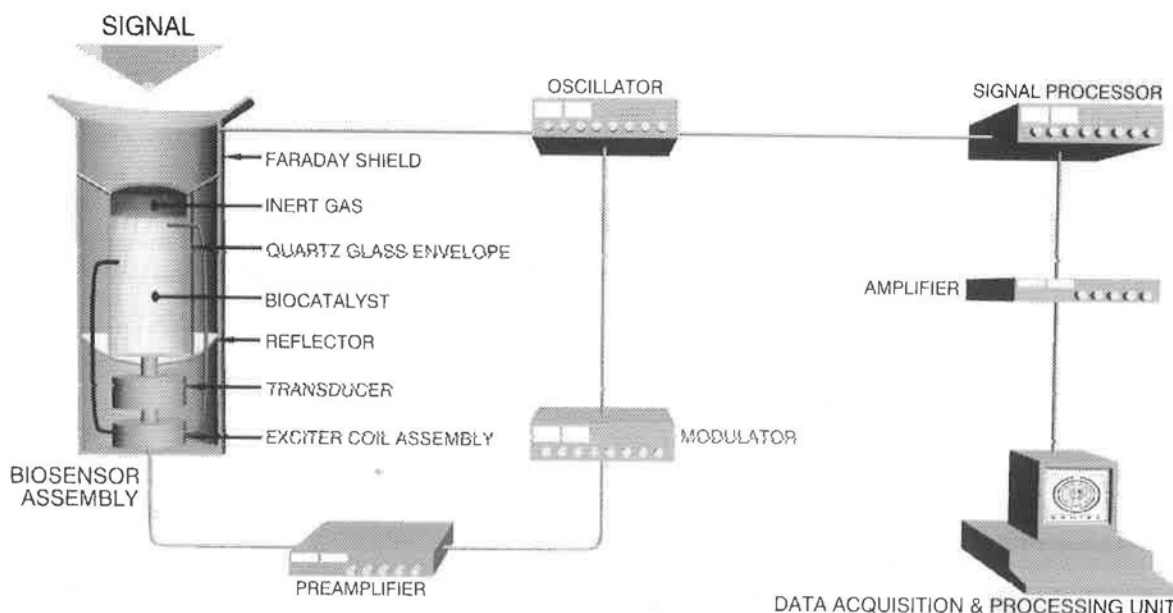 SIGNAL
OSCILLATOR
SIGNAL PROCESSOR
FARADAY SHIELD
INERT GAS
QUARTZ GLASS ENVELOPE
BIOCATALYST
REFLECTOR
TRANSDUCER
EXCITER COIL ASSEMBLY
BIOSENSOR
ASSEMBLY
AMPLIFIER
MODULATOR
PREAMPLIFIER
DATA ACQUISITION & PROCESSING UNIT